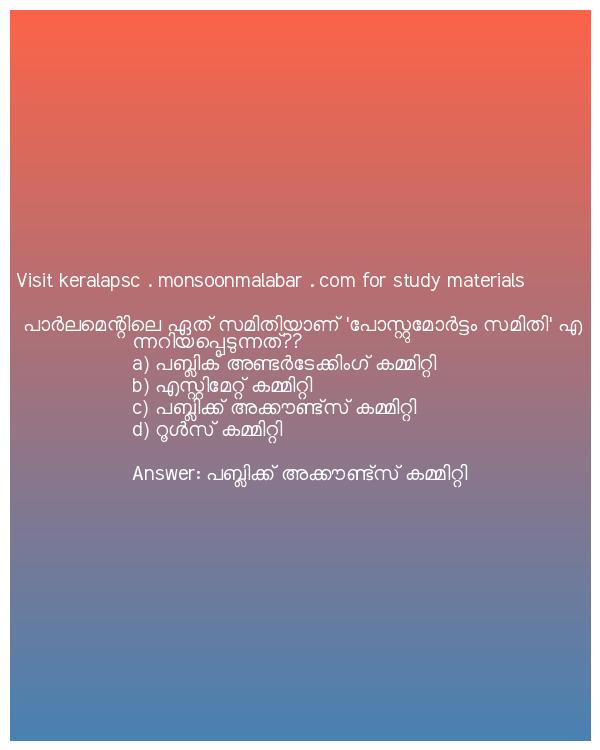 Visit keralapsc . monsoonmalabar . com for study materials
പാർലമെന്റിലെ ഏത് സമിതിയാണ് 'പോസ്റ്റുമോർട്ടം സമിതി' എ
ന്നറിയപ്പെടുന്നത്??
a) പബ്ലിക് അണ്ടർടേക്കിംഗ് കമ്മിറ്റി
b) എസ്റ്റിമേറ്റ് കമ്മിറ്റി
c) പബ്ലിക്ക് അക്കൗണ്ട്സ് കമ്മിറ്റി
d) റൂൾസ് കമ്മിറ്റി
Answer: പബ്ലിക്ക് അക്കൗണ്ട്സ് കമ്മിറ്റി